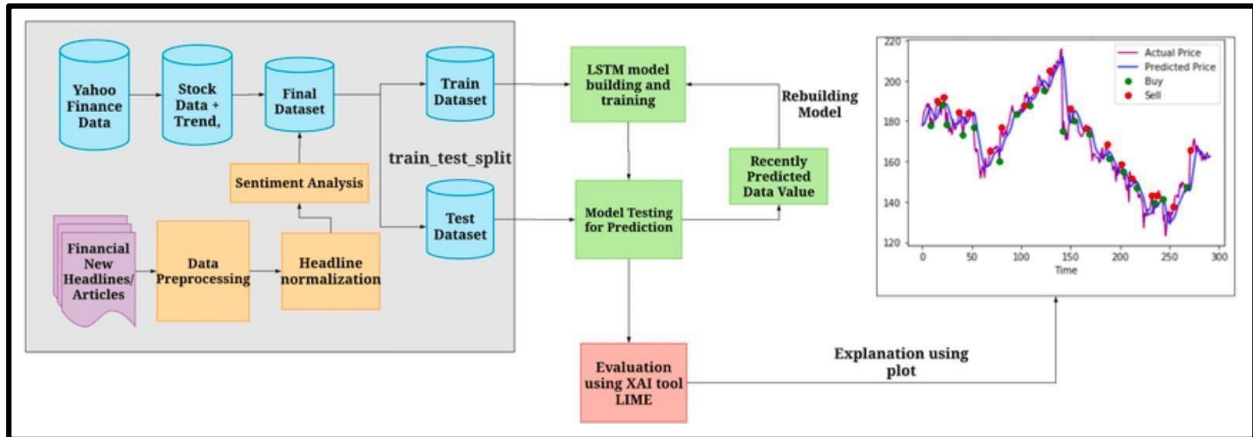 Yahoo
Finance
Data
Stock
Data +
Trend,
Final
Dataset
Train
Dataset
train_test_split
Sentiment Analysis
Test
Dataset
Financial
New
Headlines/
Articles
Data
Preprocessing
Headline
normalization
LSTM model
building and
training
Rebuilding
Model
Recently
Predicted
Data Value
Model Testing
for Prediction
Evaluation
using XAI tool
LIME
Explanation using
plot
220
200
180
160
140
120
Actual Price
Predicted Price
Buy
Sell
0 50 100 150 200 250 300
Time